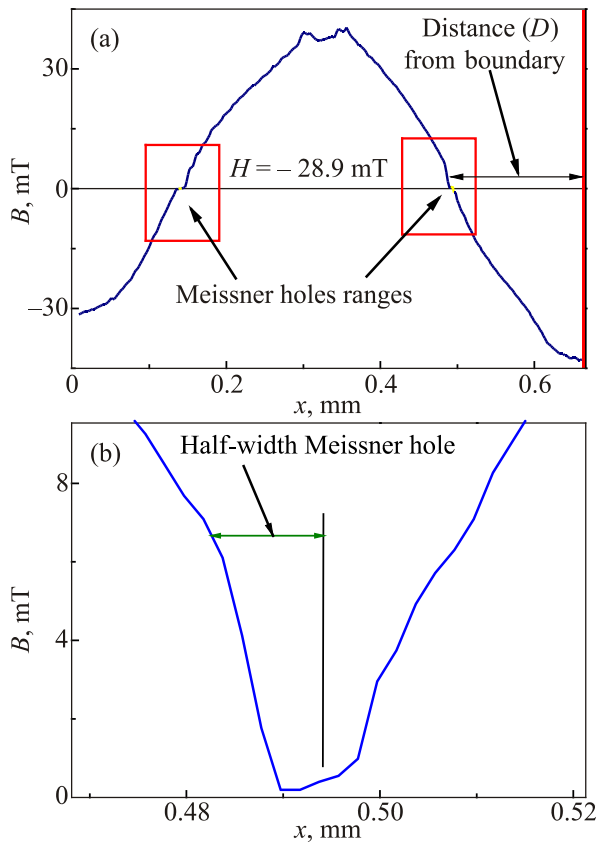 (a)
Distance (D)
from boundary
30
H = – 28.9 mT
0
B, mT
Meissner holes ranges
–30
0
0.2
0.4
0.6
x, mm
(b)
Half-width Meissner hole
8
B, mT
4
0
0.48
0.50
0.52
x, mm